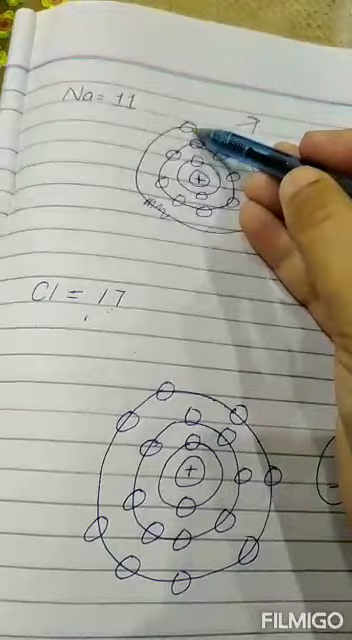 Na = 11
+
Cl = 17
+
FILMIGO